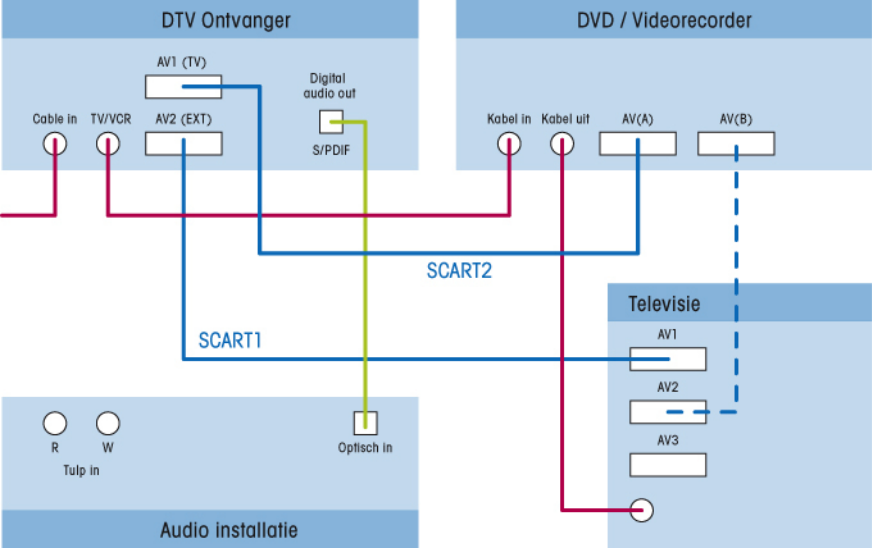 DTV Ontvanger
AV1 (TV)
Digital
audio out
Cable in
TV/VCR
AV2 (EXT)
S/PDIF
DVD / Videorecorder
Kabel in
Kabel uit
AV(A)
AV(B)
SCART2
SCART1
Televisie
AV1
AV2
AV3
R
W
Tulp in
Optisch in
Audio installatie